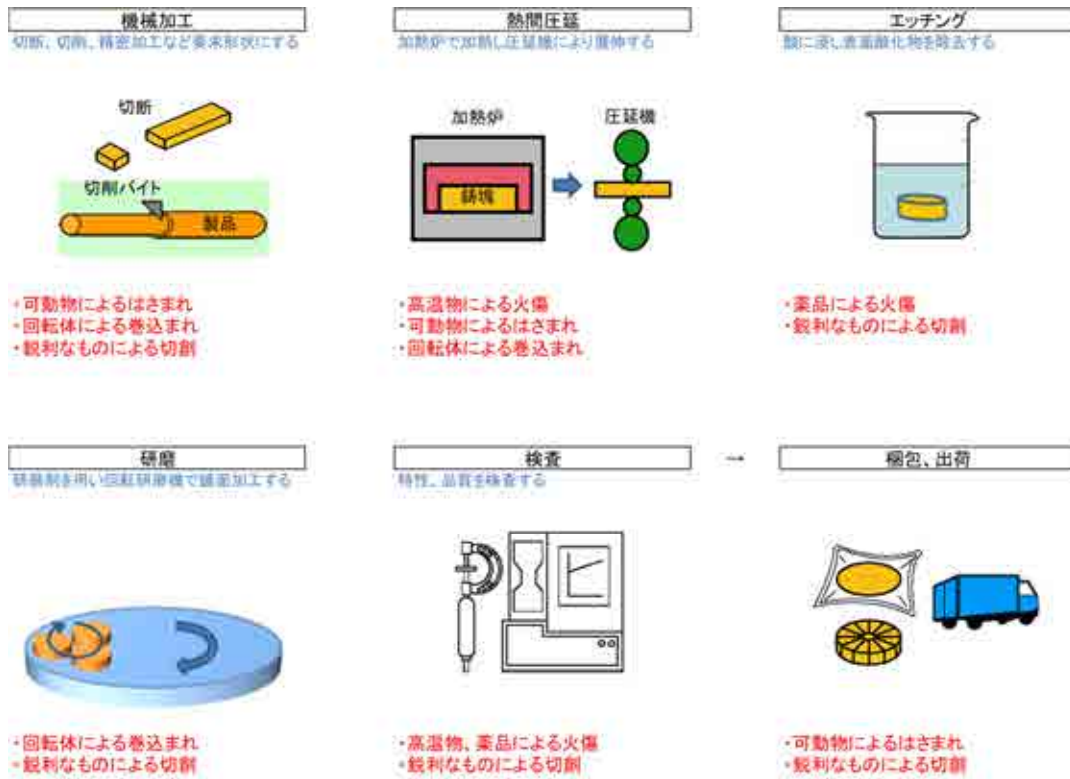 機械加工
切断、切削、精密加工など要求形状にする
切断
切削バイト
製品
・可動物によるはさまれ
・回転体による巻込まれ
・鋭利なものによる切創
熱間圧延
加熱炉で加熱し圧延機により展伸する
加熱炉
圧延機
鋳塊
・高温物による火傷
・可動物によるはさまれ
・回転体による巻込まれ
エッチング
酸に浸し表面酸化物を除去する
・薬品による火傷
・鋭利なものによる切創
研磨
研磨剤を用い回転研磨機で鏡面加工する
・回転体による巻込まれ
・鋭利なものによる切創
検査
特性、品質を検査する
・高温物、薬品による火傷
・鋭利なものによる切創
→
梱包、出荷
・可動物によるはさまれ
・鋭利なものによる切創